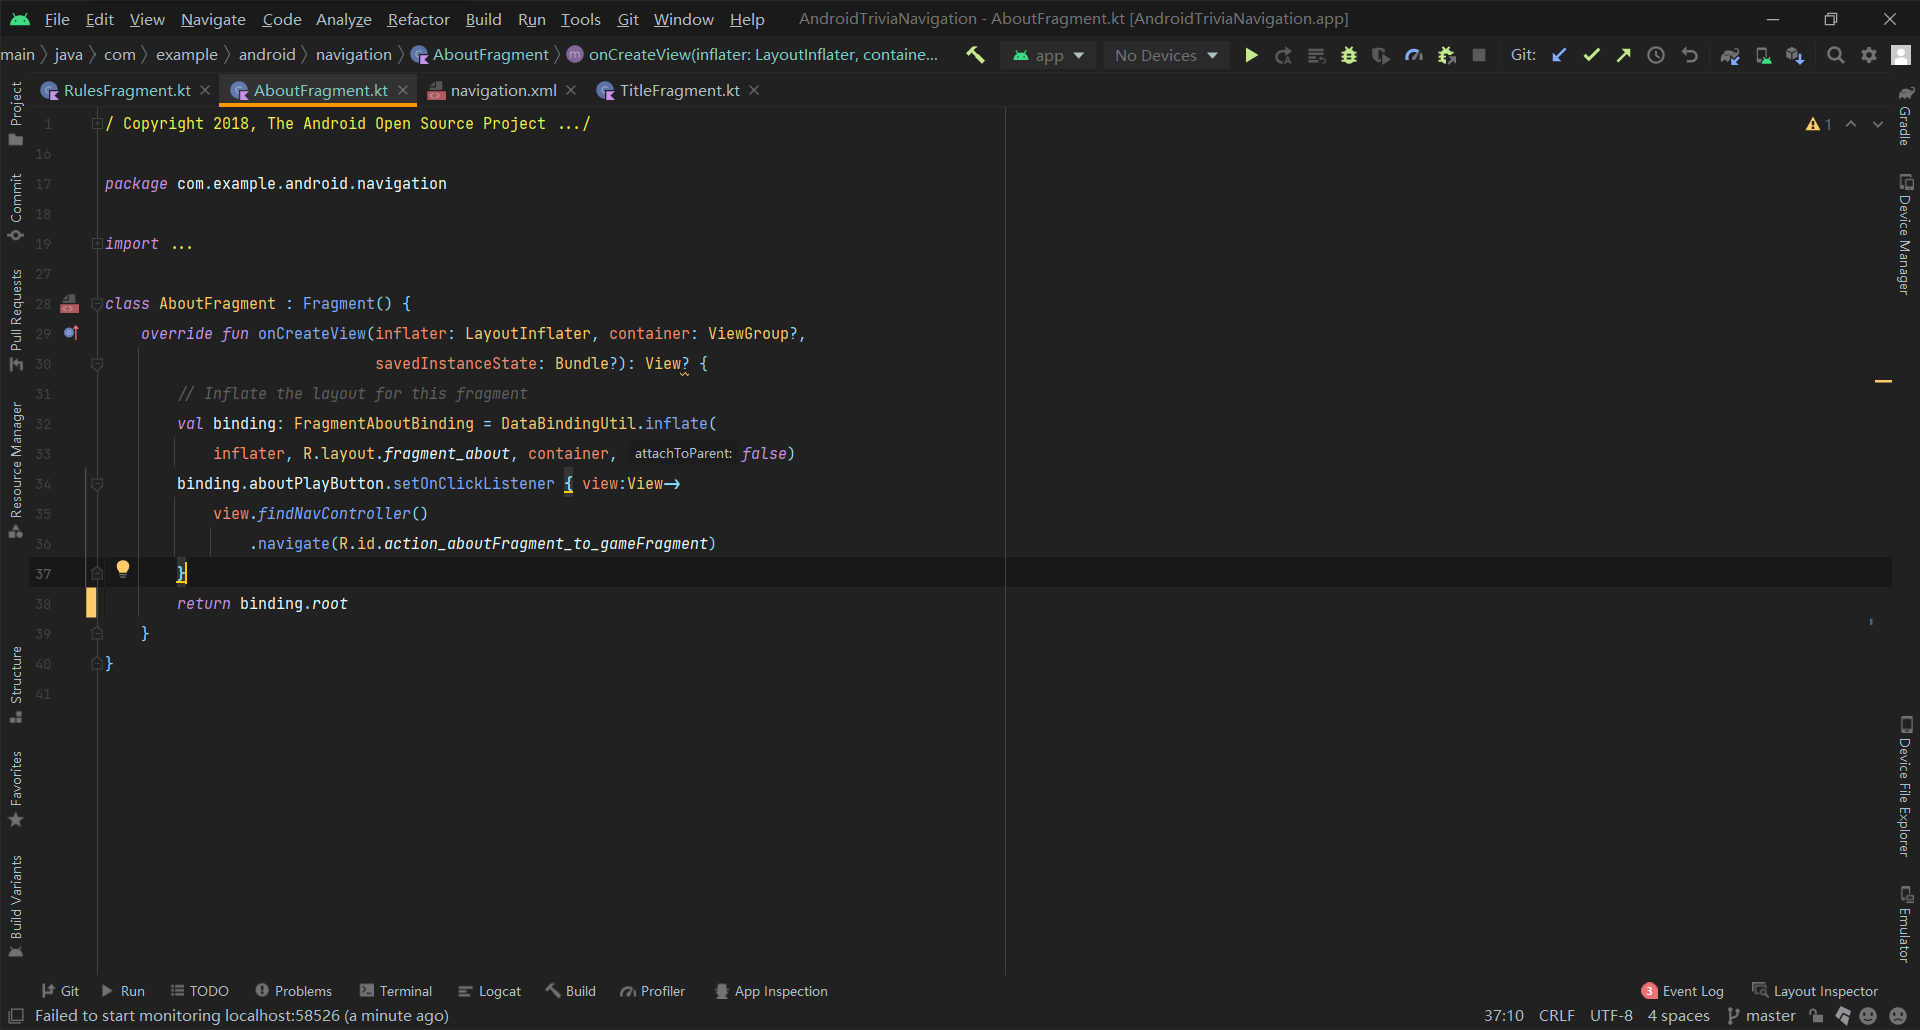 File Edit View Navigate Code Analyze Refactor Build Run Tools Git Window Help AndroidTriviaNavigation - AboutFragment.kt [AndroidTriviaNavigation.app]
main java com example android navigation AboutFragment onCreateView(inflater: LayoutInflater, containe... app No Devices Git:
RulesFragment.kt AboutFragment.kt navigation.xml TitleFragment.kt
1 / Copyright 2018, The Android Open Source Project .../ 1
16
17 package com.example.android.navigation
18
19 import ...
27
28 class AboutFragment : Fragment() {
29 override fun onCreateView(inflater: LayoutInflater, container: ViewGroup?,
30 savedInstanceState: Bundle?): View? {
31 // Inflate the layout for this fragment
32 val binding: FragmentAboutBinding = DataBindingUtil.inflate(
33 inflater, R.layout.fragment_about, container, attachToParent: false)
34 binding.aboutPlayButton.setOnClickListener { view:View->
35 view.findNavController()
36 .navigate(R.id.action_aboutFragment_to_gameFragment)
37 }
38 return binding.root
39 }
40 }
41
Project
Commit
Pull Requests
Resource Manager
Structure
Favorites
Build Variants
Gradle
Device Manager
Device File Explorer
Emulator
Git Run TODO Problems Terminal Logcat Build Profiler App Inspection 3 Event Log Layout Inspector
Failed to start monitoring localhost:58526 (a minute ago) 37:10 CRLF UTF-8 4 spaces master